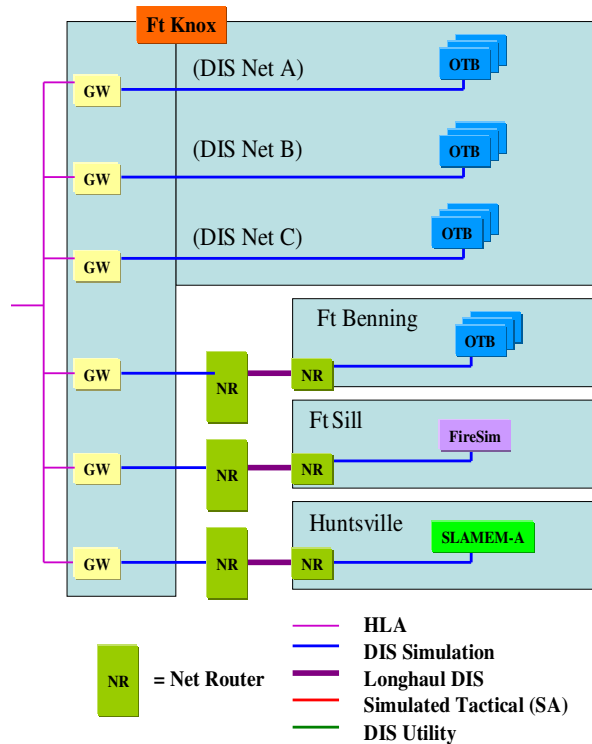 Ft Knox
GW
(DIS Net A)
OTB
GW
(DIS Net B)
OTB
GW
(DIS Net C)
OTB
Ft Benning
OTB
GW
NR
NR
Ft Sill
FireSim
GW
NR
NR
Huntsville
SLAMEM-A
GW
NR
NR
HLA
DIS Simulation
NR
= Net Router
Longhaul DIS
Simulated Tactical (SA)
DIS Utility